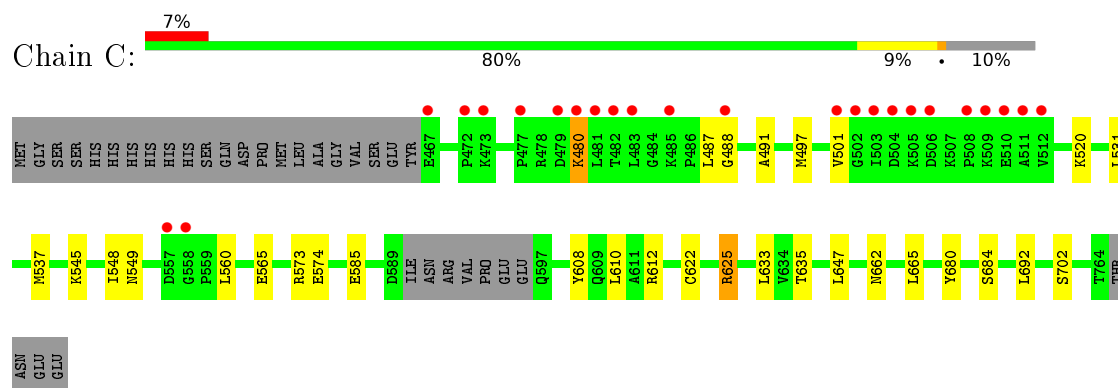 7%
Chain C:
80% 9% • 10%
MET GLY SER SER HIS HIS HIS HIS HIS HIS SER GLN ASP PRO MET LEU ALA GLY VAL SER GLU TYR E467 P472 K473 P477 R478 D479 K480 L481 T482 L483 G484 K485 P486 L487 G488 A491 M497 V501 G502 I503 D504 K505 D506 K507 P508 K509 E510 A511 V512 K520 L531
M537 K545 I548 N549 D557 G558 P559 L560 E565 R573 E574 E585 D589 ILE ASN ARG VAL PRO GLU GLU Q597 Y608 Q609 L610 A611 R612 C622 R625 L633 V634 T635 L647 N662 L665 Y680 S684 L692 S702 T764 THR
ASN GLU GLU